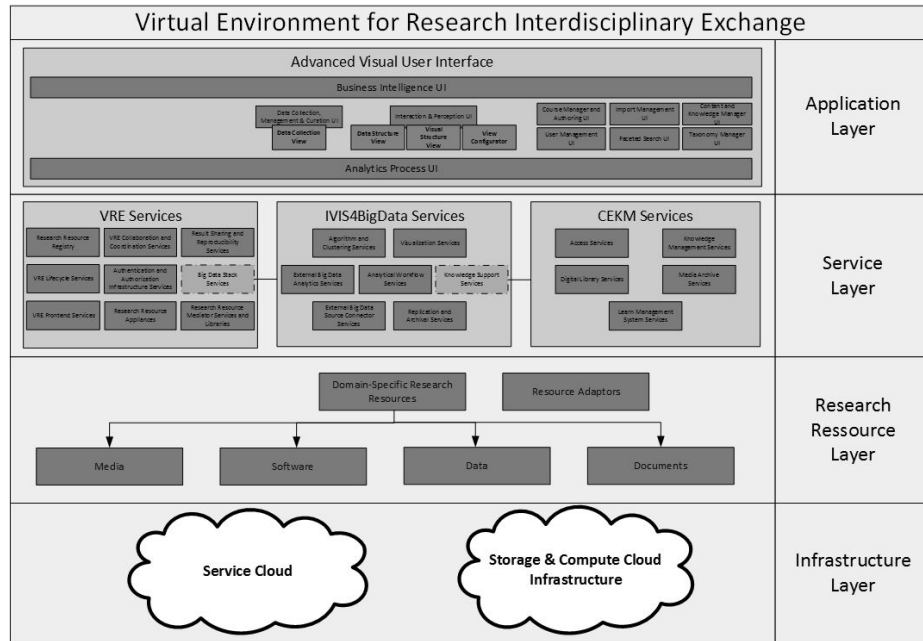 Virtual Environment for Research Interdisciplinary Exchange
Advanced Visual User Interface
Business Intelligence UI
Data Collection,
Management & Curation UI
Data Collection
View
Interaction & Perception UI
Data Structure
View
Visual
Structure
View
View
Configurator
Course Manager and
Authoring UI
Import Management
UI
Content and
Knowledge Manager
UI
User Management
UI
Faceted Search UI
Taxonomy Manager
UI
Analytics Process UI
Application
Layer
VRE Services
Research Resource
Registry
VRE Collaboration and
Coordination Services
Result Sharing and
Reproducibility
Services
VRE Lifecycle Services
Authentication and
Authorization
Infrastructure Services
Big Data Stack
Services
VRE Frontend Services
Research Resource
Appliances
Research Resource
Mediator Services and
Libraries
IVIS4BigData Services
Algorithm and
Clustering Services
Visualization Services
External Big Data
Analytics Services
Analytical Workflow
Services
Knowledge Support
Services
External Big Data
Source Connector
Services
Replication and
Archival Services
CEKM Services
Access Services
Knowledge
Management Services
Digital Library Services
Media Archive
Services
Learn Management
System Services
Service
Layer
Domain-Specific Research
Resources
Resource Adaptors
Media
Software
Data
Documents
Research
Ressource
Layer
Service Cloud
Storage & Compute Cloud
Infrastructure
Infrastructure
Layer